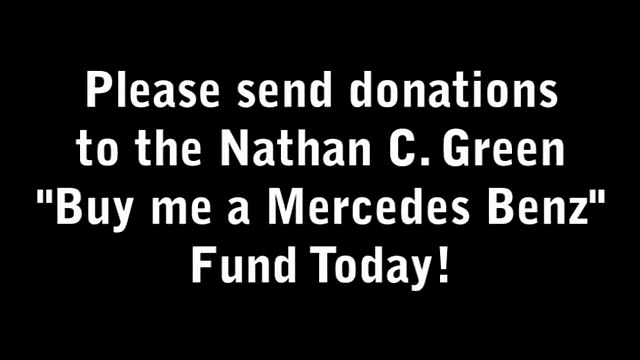 Please send donations
to the Nathan C. Green
"Buy me a Mercedes Benz"
Fund Today!